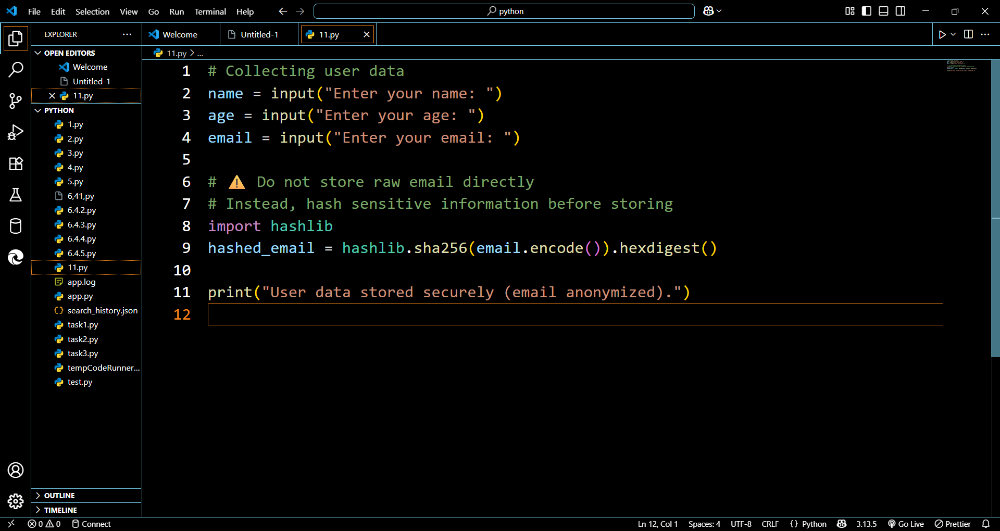 File Edit Selection View Go Run Terminal Help
python
EXPLORER
OPEN EDITORS
Welcome
Untitled-1
11.py
PYTHON
1.py
2.py
3.py
4.py
5.py
6,41,py
6.4.2.py
6.4.3.py
6.4.4.py
6.4.5.py
11.py
app.log
app.py
search_history.json
task1.py
task2.py
task3.py
tempCodeRunner...
test.py
OUTLINE
TIMELINE
Welcome Untitled-1 11.py
11.py > ...
1 # Collecting user data
2 name = input("Enter your name: ")
3 age = input("Enter your age: ")
4 email = input("Enter your email: ")
5
6 # ⚠️ Do not store raw email directly
7 # Instead, hash sensitive information before storing
8 import hashlib
9 hashed_email = hashlib.sha256(email.encode()).hexdigest()
10
11 print("User data stored securely (email anonymized).")
12
0 0 Connect Ln 12, Col 1 Spaces: 4 UTF-8 CRLF {} Python 3.13.5 Go Live Prettier